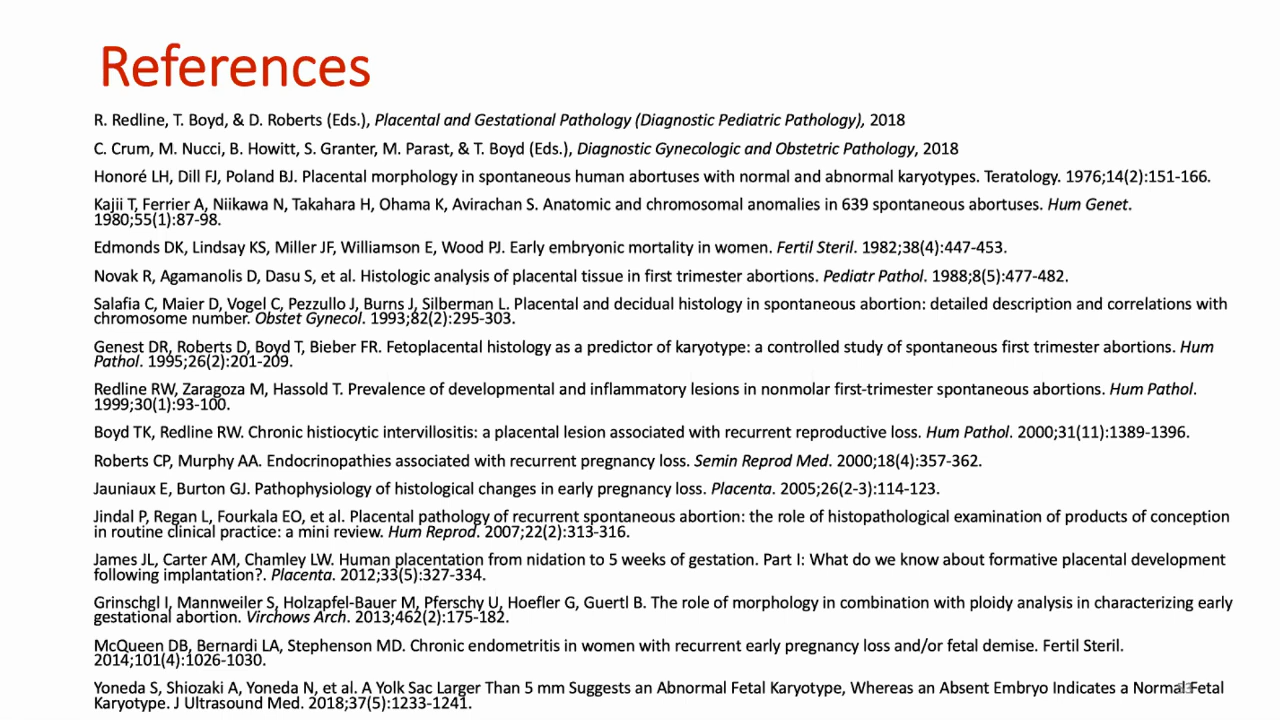 References
R. Redline, T. Boyd, & D. Roberts (Eds.), Placental and Gestational Pathology (Diagnostic Pediatric Pathology), 2018
C. Crum, M. Nucci, B. Howitt, S. Granter, M. Parast, & T. Boyd (Eds.), Diagnostic Gynecologic and Obstetric Pathology, 2018
Honoré LH, Dill FJ, Poland BJ. Placental morphology in spontaneous human abortuses with normal and abnormal karyotypes. Teratology. 1976;14(2):151-166.
Kajii T, Ferrier A, Niikawa N, Takahara H, Ohama K, Avirachan S. Anatomic and chromosomal anomalies in 639 spontaneous abortuses. Hum Genet.
1980;55(1):87-98.
Edmonds DK, Lindsay KS, Miller JF, Williamson E, Wood PJ. Early embryonic mortality in women. Fertil Steril. 1982;38(4):447-453.
Novak R, Agamanolis D, Dasu S, et al. Histologic analysis of placental tissue in first trimester abortions. Pediatr Pathol. 1988;8(5):477-482.
Salafia C, Maier D, Vogel C, Pezzullo J, Burns J, Silberman L. Placental and decidual histology in spontaneous abortion: detailed description and correlations with
chromosome number. Obstet Gynecol. 1993;82(2):295-303.
Genest DR, Roberts D, Boyd T, Bieber FR. Fetoplacental histology as a predictor of karyotype: a controlled study of spontaneous first trimester abortions. Hum
Pathol. 1995;26(2):201-209.
Redline RW, Zaragoza M, Hassold T. Prevalence of developmental and inflammatory lesions in nonmolar first-trimester spontaneous abortions. Hum Pathol.
1999;30(1):93-100.
Boyd TK, Redline RW. Chronic histiocytic intervillositis: a placental lesion associated with recurrent reproductive loss. Hum Pathol. 2000;31(11):1389-1396.
Roberts CP, Murphy AA. Endocrinopathies associated with recurrent pregnancy loss. Semin Reprod Med. 2000;18(4):357-362.
Jauniaux E, Burton GJ. Pathophysiology of histological changes in early pregnancy loss. Placenta. 2005;26(2-3):114-123.
Jindal P, Regan L, Fourkala EO, et al. Placental pathology of recurrent spontaneous abortion: the role of histopathological examination of products of conception
in routine clinical practice: a mini review. Hum Reprod. 2007;22(2):313-316.
James JL, Carter AM, Chamley LW. Human placentation from nidation to 5 weeks of gestation. Part I: What do we know about formative placental development
following implantation?. Placenta. 2012;33(5):327-334.
Grinschgl I, Mannweiler S, Holzapfel-Bauer M, Pferschy U, Hoefler G, Guertl B. The role of morphology in combination with ploidy analysis in characterizing early
gestational abortion. Virchows Arch. 2013;462(2):175-182.
McQueen DB, Bernardi LA, Stephenson MD. Chronic endometritis in women with recurrent early pregnancy loss and/or fetal demise. Fertil Steril.
2014;101(4):1026-1030.
Yoneda S, Shiozaki A, Yoneda N, et al. A Yolk Sac Larger Than 5 mm Suggests an Abnormal Fetal Karyotype, Whereas an Absent Embryo Indicates a Normal Fetal
Karyotype. J Ultrasound Med. 2018;37(5):1233-1241.